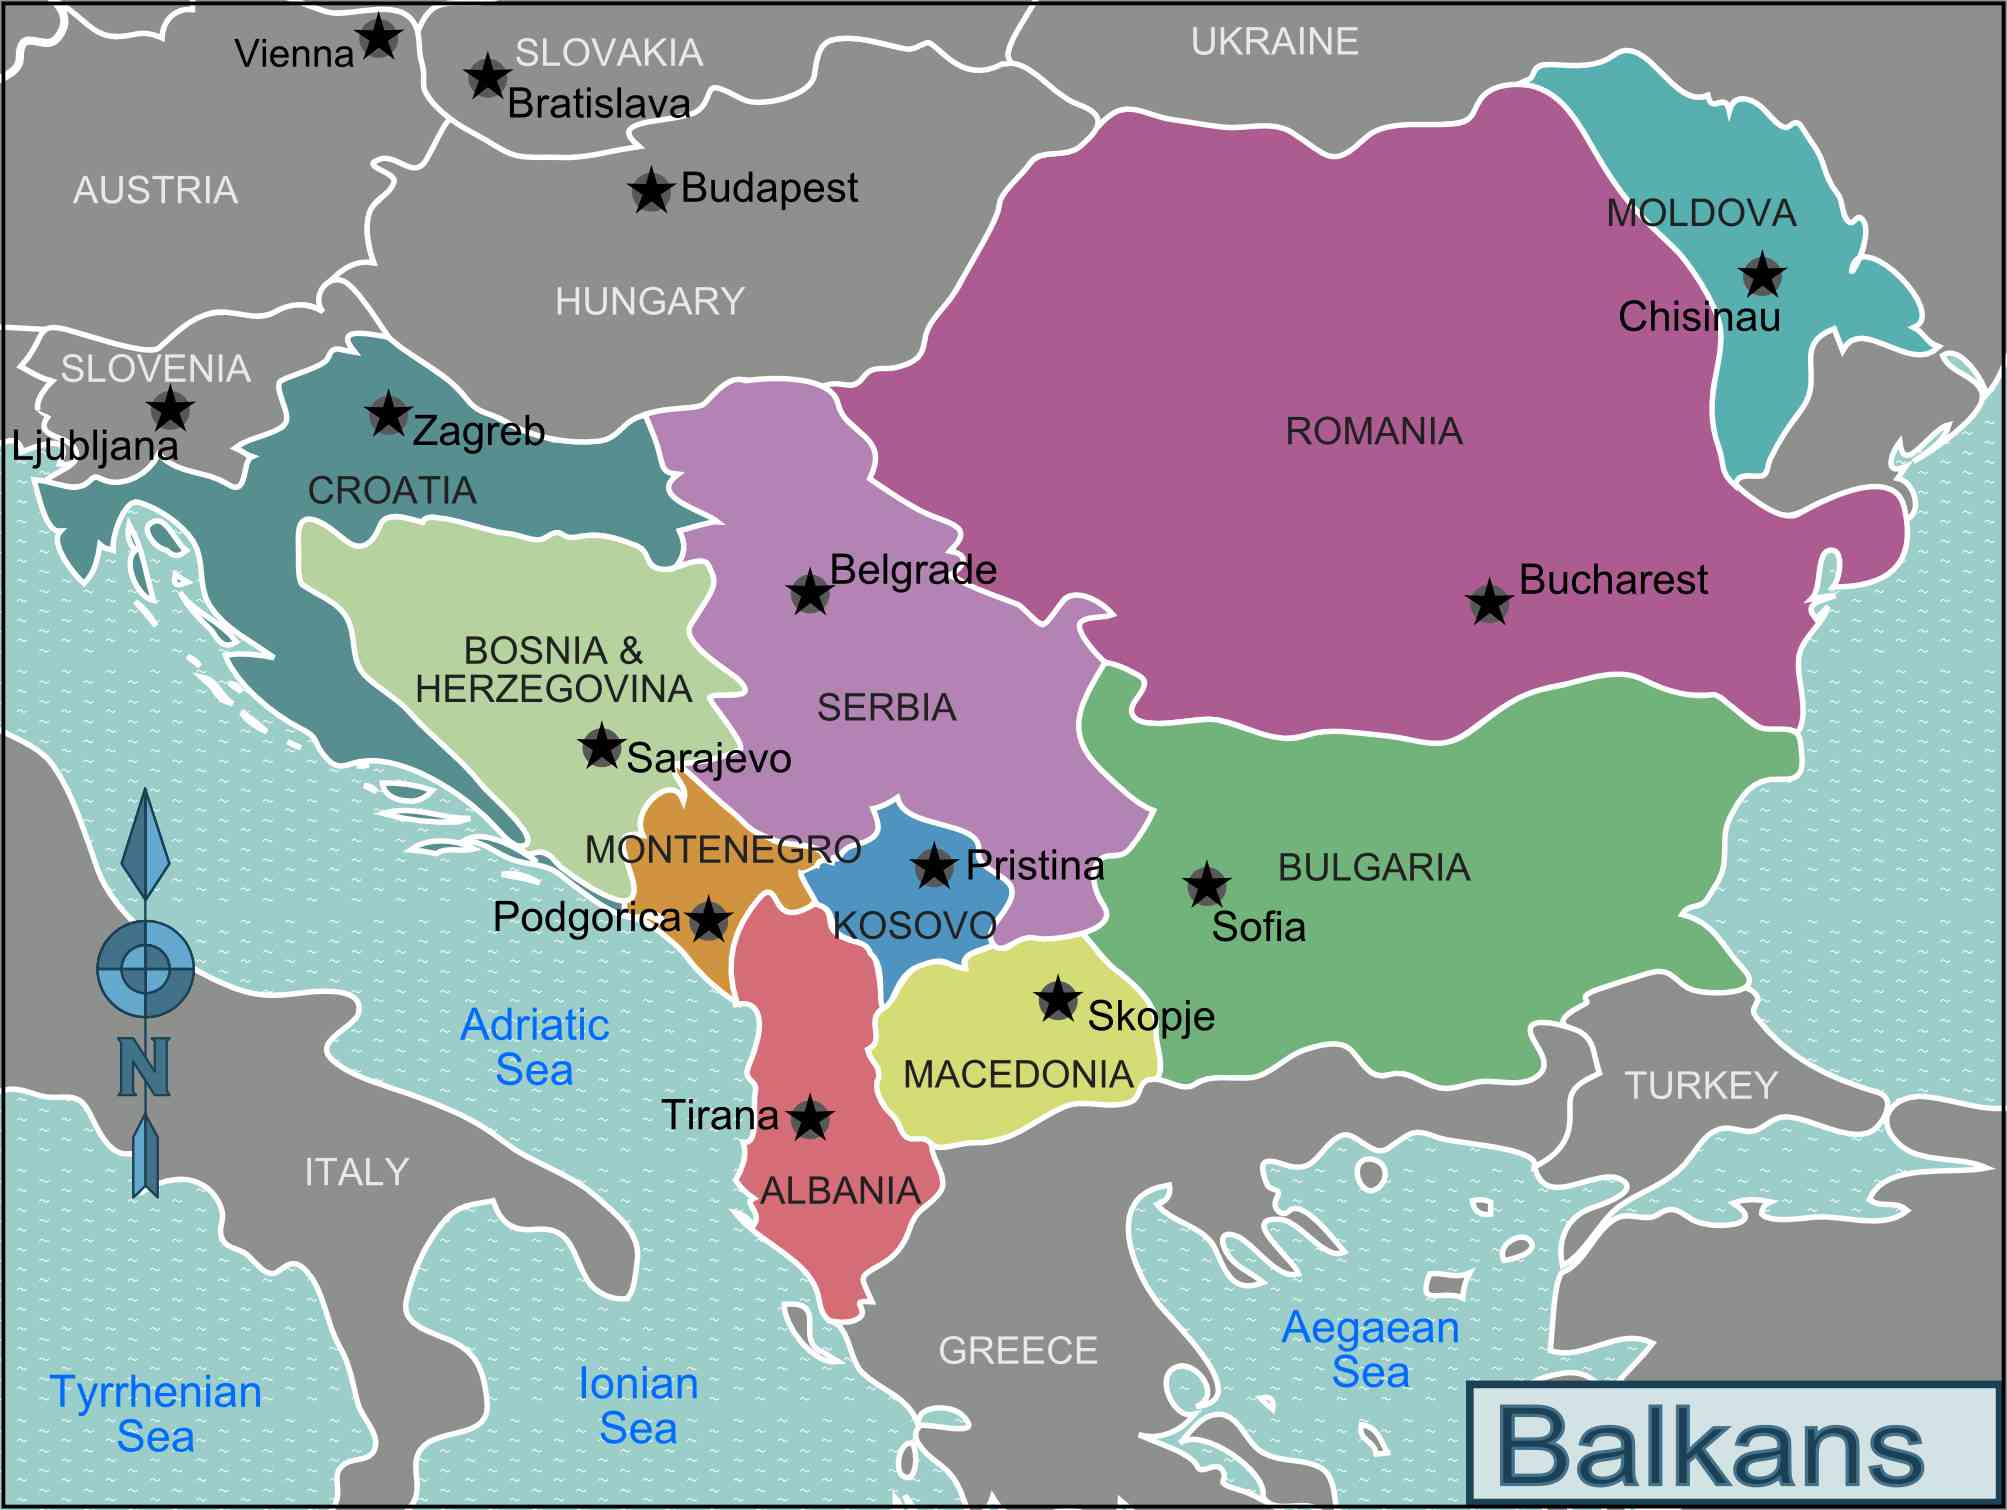 Vienna
SLOVAKIA
Bratislava
UKRAINE
AUSTRIA
Budapest
MOLDOVA
Chisinau
HUNGARY
SLOVENIA
Ljubljana
Zagreb
CROATIA
ROMANIA
Belgrade
Bucharest
BOSNIA &
HERZEGOVINA
SERBIA
Sarajevo
MONTENEGRO
Pristina
BULGARIA
Podgorica
KOSOVO
Sofia
Adriatic
Sea
Skopje
MACEDONIA
TURKEY
N
Tirana
ITALY
ALBANIA
GREECE
Aegaean
Sea
Tyrrhenian
Sea
Ionian
Sea
Balkans